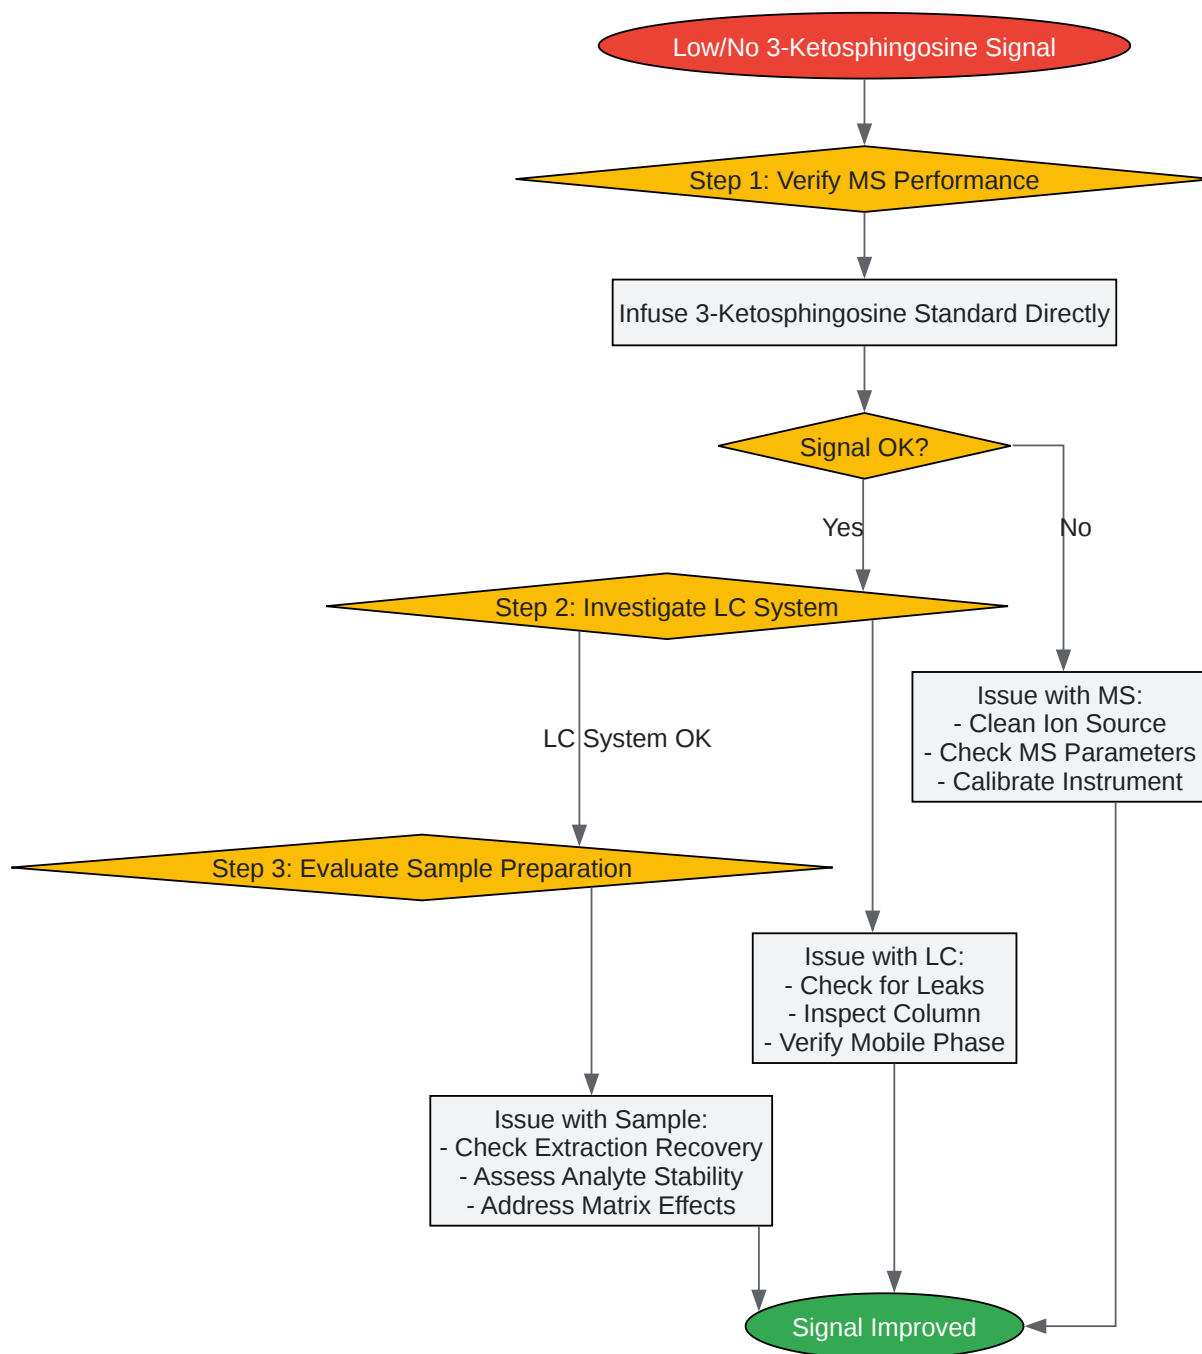 Low/No 3-Ketosphingosine Signal
Step 1: Verify MS Performance
Infuse 3-Ketosphingosine Standard Directly
Signal OK?
Yes
No
Step 2: Investigate LC System
Issue with MS:
- Clean Ion Source
- Check MS Parameters
- Calibrate Instrument
LC System OK
Step 3: Evaluate Sample Preparation
Issue with LC:
- Check for Leaks
- Inspect Column
- Verify Mobile Phase
Issue with Sample:
- Check Extraction Recovery
- Assess Analyte Stability
- Address Matrix Effects
Signal Improved